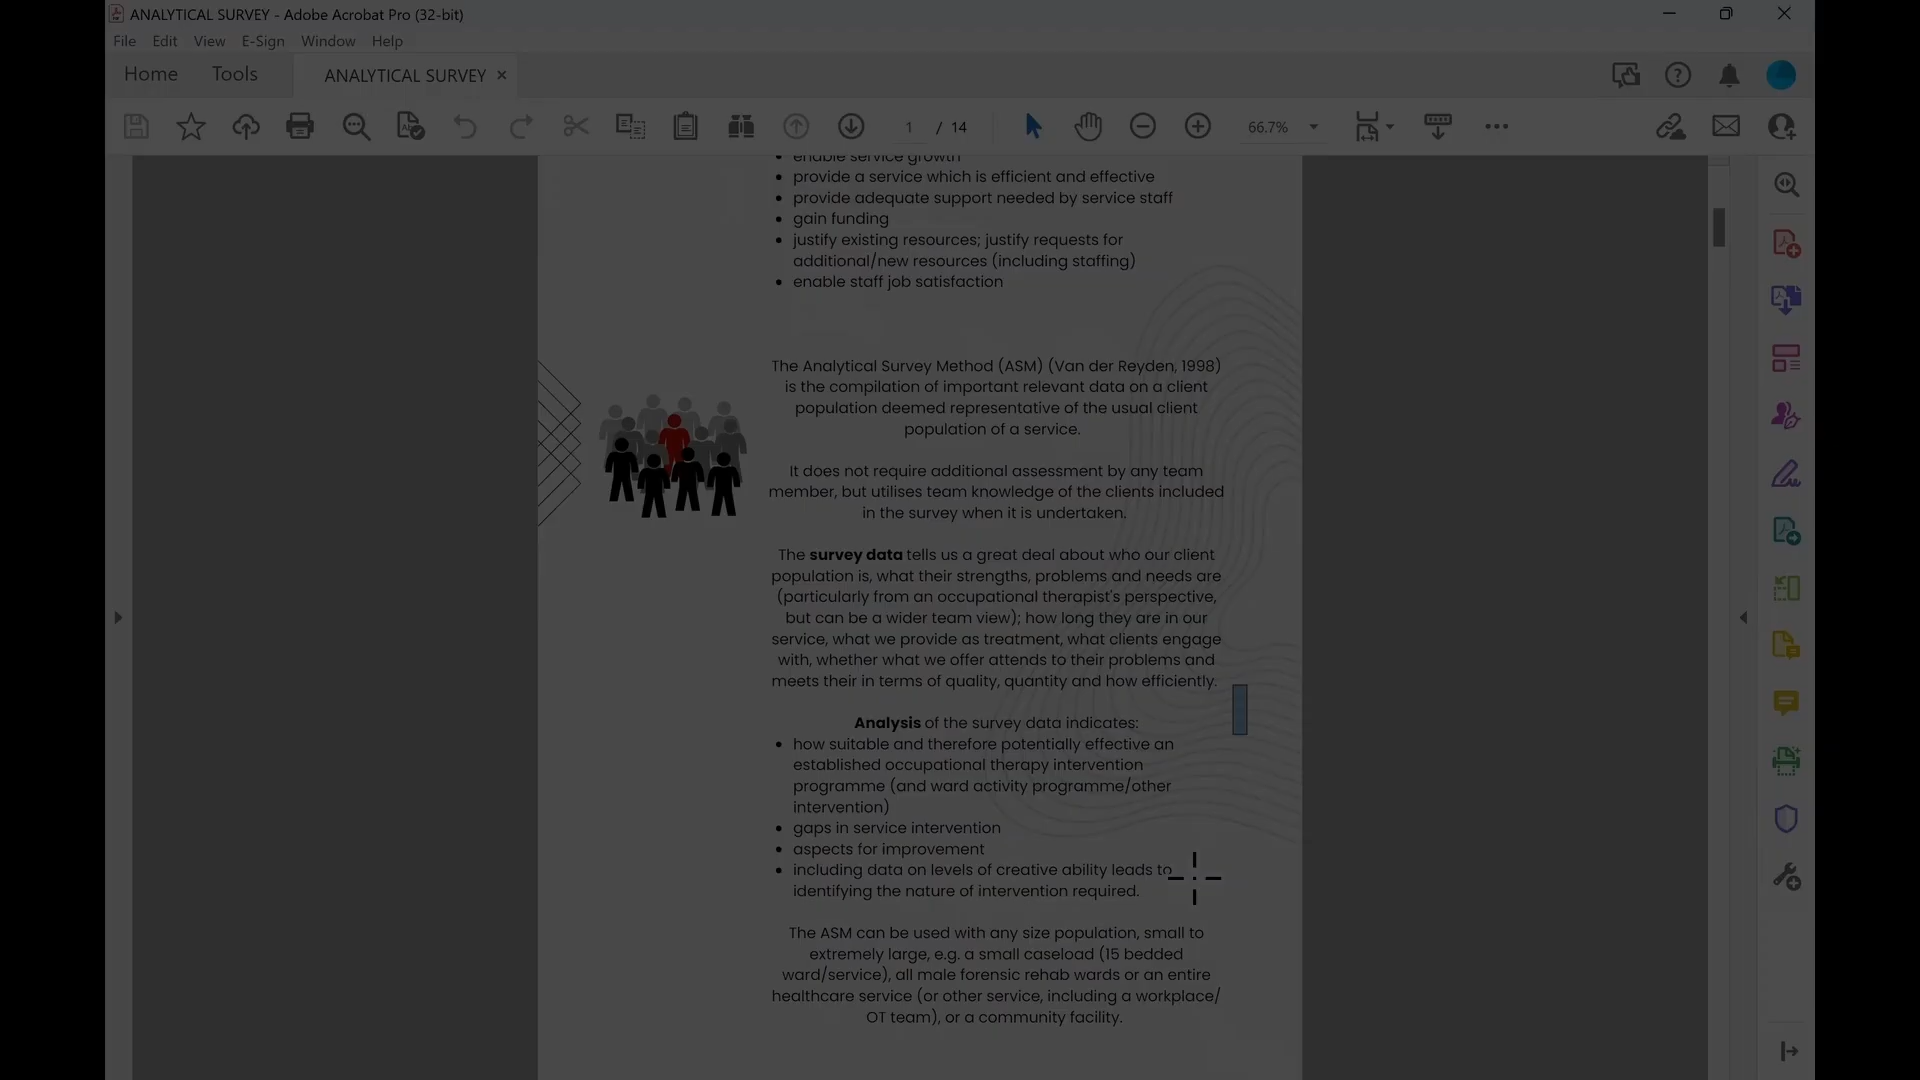 ANALYTICAL SURVEY - Adobe Acrobat Pro (32-bit)
File Edit View E-Sign Window Help
Home Tools ANALYTICAL SURVEY
1 / 14 66.7%
enable service growth
provide a service which is efficient and effective
provide adequate support needed by service staff
gain funding
justify existing resources; justify requests for
additional/new resources (including staffing)
enable staff job satisfaction
The Analytical Survey Method (ASM) (Van der Reyden, 1998)
is the compilation of important relevant data on a client
population deemed representative of the usual client
population of a service.
It does not require additional assessment by any team
member, but utilises team knowledge of the clients included
in the survey when it is undertaken.
The survey data tells us a great deal about who our client
population is, what their strengths, problems and needs are
(particularly from an occupational therapist's perspective,
but can be a wider team view); how long they are in our
service, what we provide as treatment, what clients engage
with, whether what we offer attends to their problems and
meets their in terms of quality, quantity and how efficiently.
Analysis of the survey data indicates:
how suitable and therefore potentially effective an
established occupational therapy intervention
programme (and ward activity programme/other
intervention)
gaps in service intervention
aspects for improvement
including data on levels of creative ability leads to
identifying the nature of intervention required.
The ASM can be used with any size population, small to
extremely large, e.g. a small caseload (15 bedded
ward/service), all male forensic rehab wards or an entire
healthcare service (or other service, including a workplace/
OT team), or a community facility.